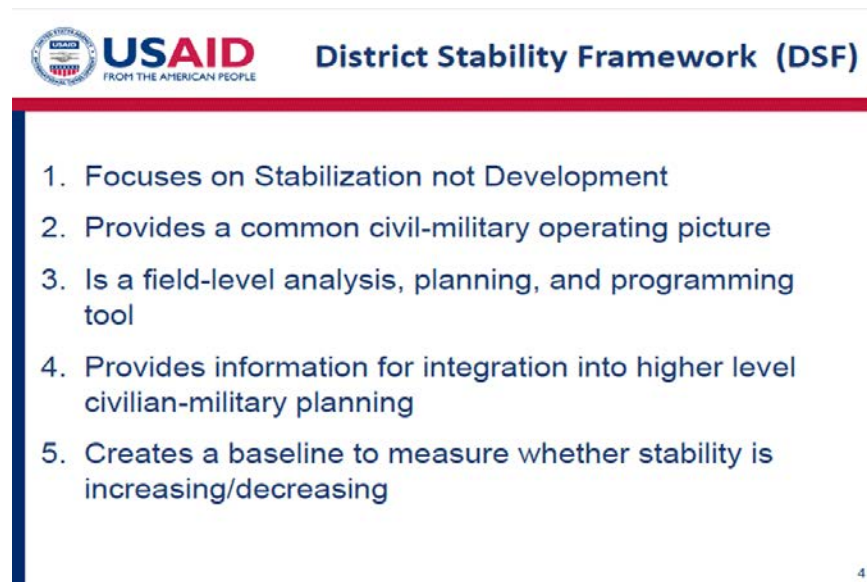 USAID
FROM THE AMERICAN PEOPLE
District Stability Framework (DSF)
1. Focuses on Stabilization not Development
2. Provides a common civil-military operating picture
3. Is a field-level analysis, planning, and programming
tool
4. Provides information for integration into higher level
civilian-military planning
5. Creates a baseline to measure whether stability is
increasing/decreasing
4